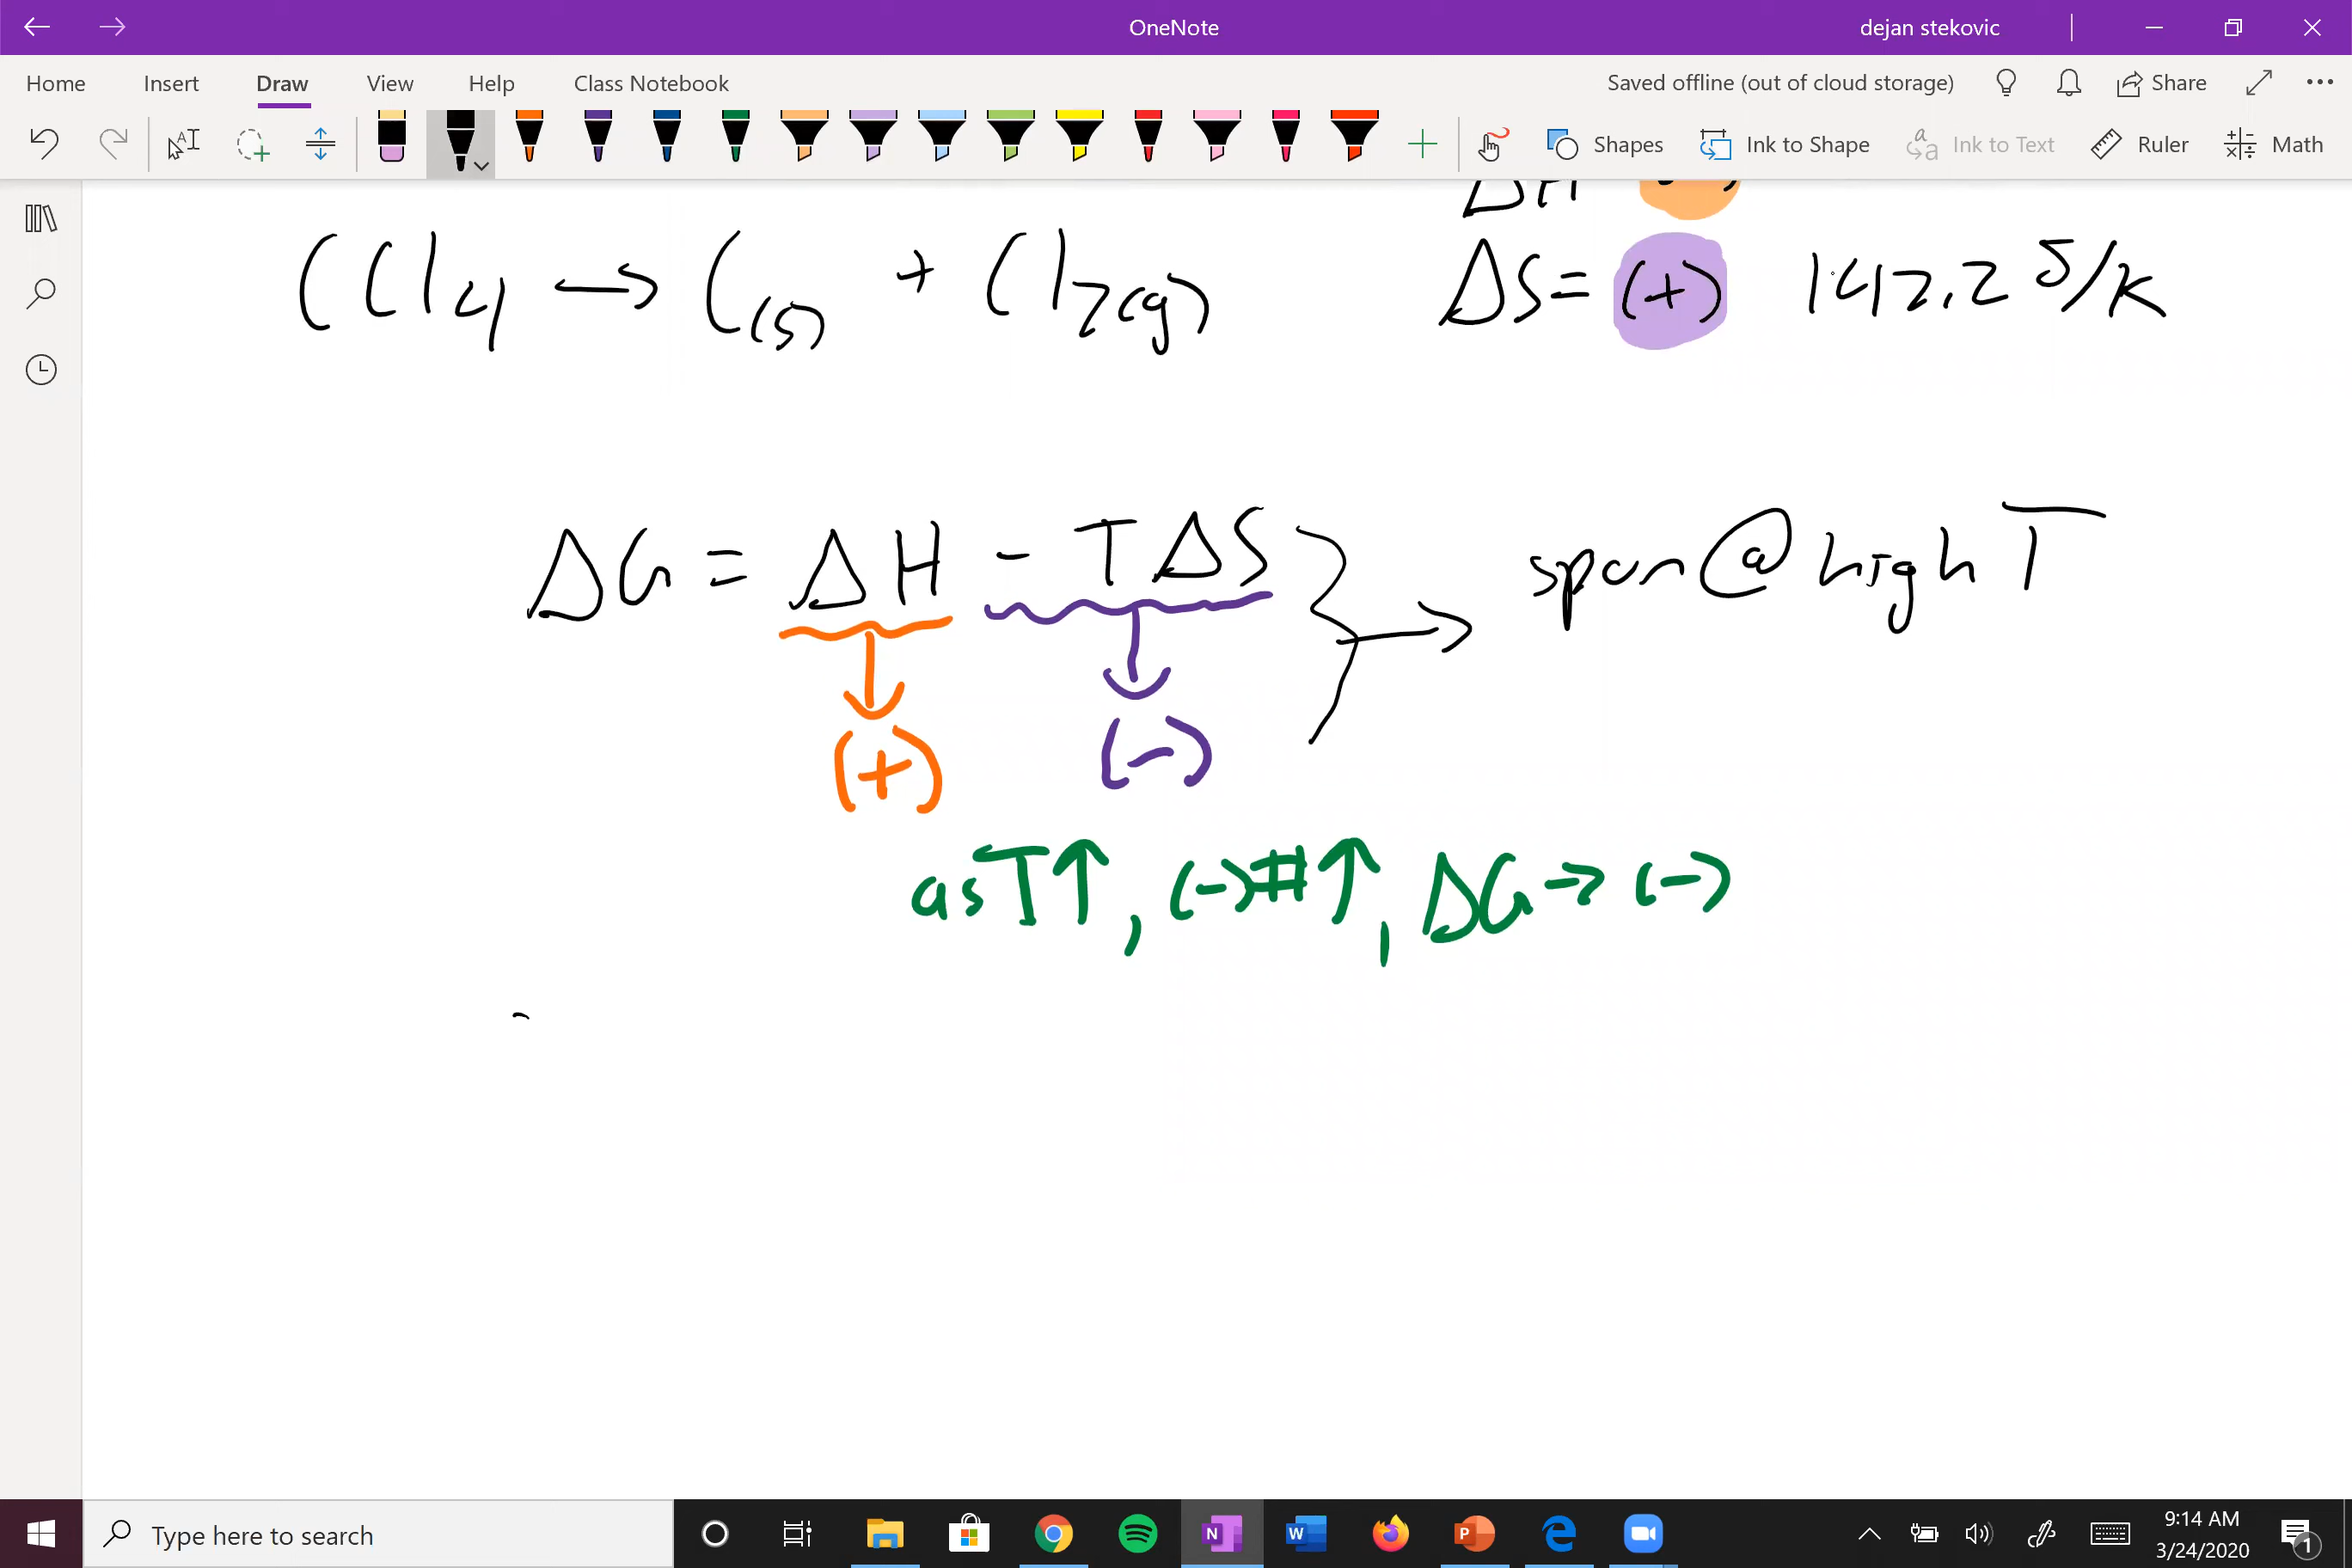 OneNote
dejan stekovic
Home Insert Draw View Help Class Notebook
Saved offline (out of cloud storage) Share
Shapes Ink to Shape Ink to Text Ruler Math
ΔH
CCl4 → C(s) + Cl2(g)
ΔS = (+) 142.2 J/K
ΔG = ΔH - TΔS } → spon @ high T
(+) (-)
as T↑, (-)#↑, ΔG → (-)
Type here to search
9:14 AM
3/24/2020
1